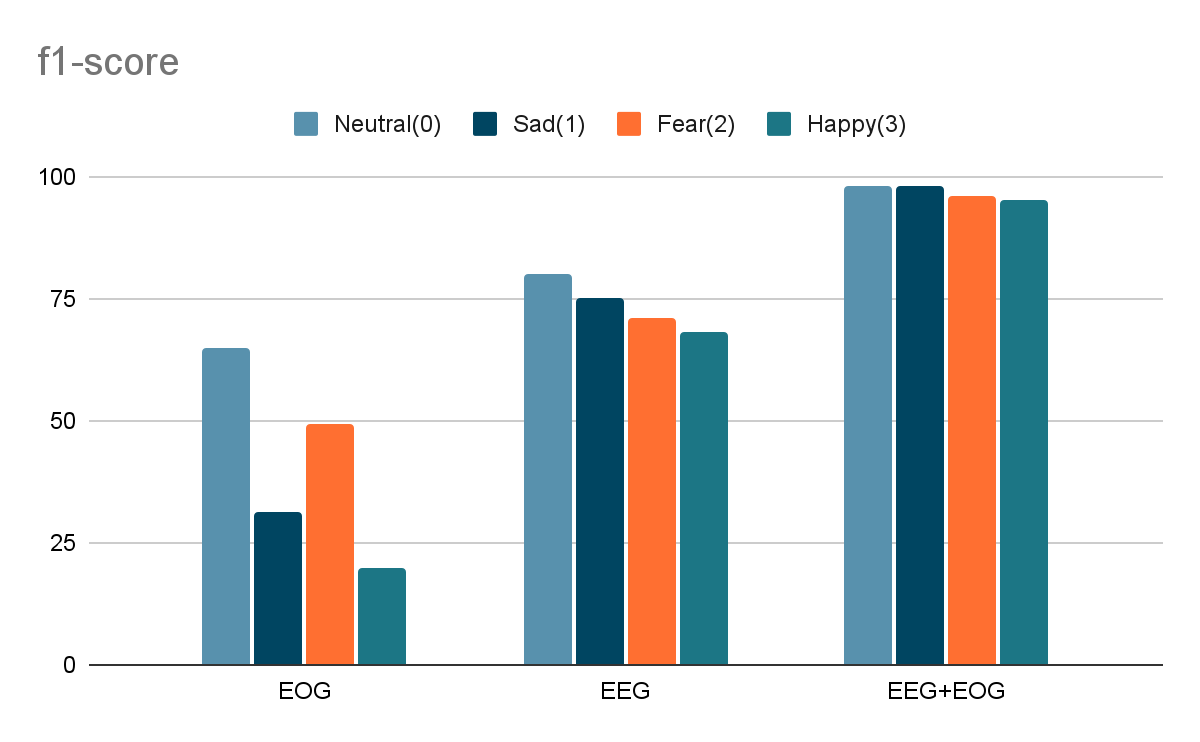 f1-score
Neutral(0) Sad(1) Fear(2) Happy(3)
100
75
50
25
0
EOG EEG EEG+EOG